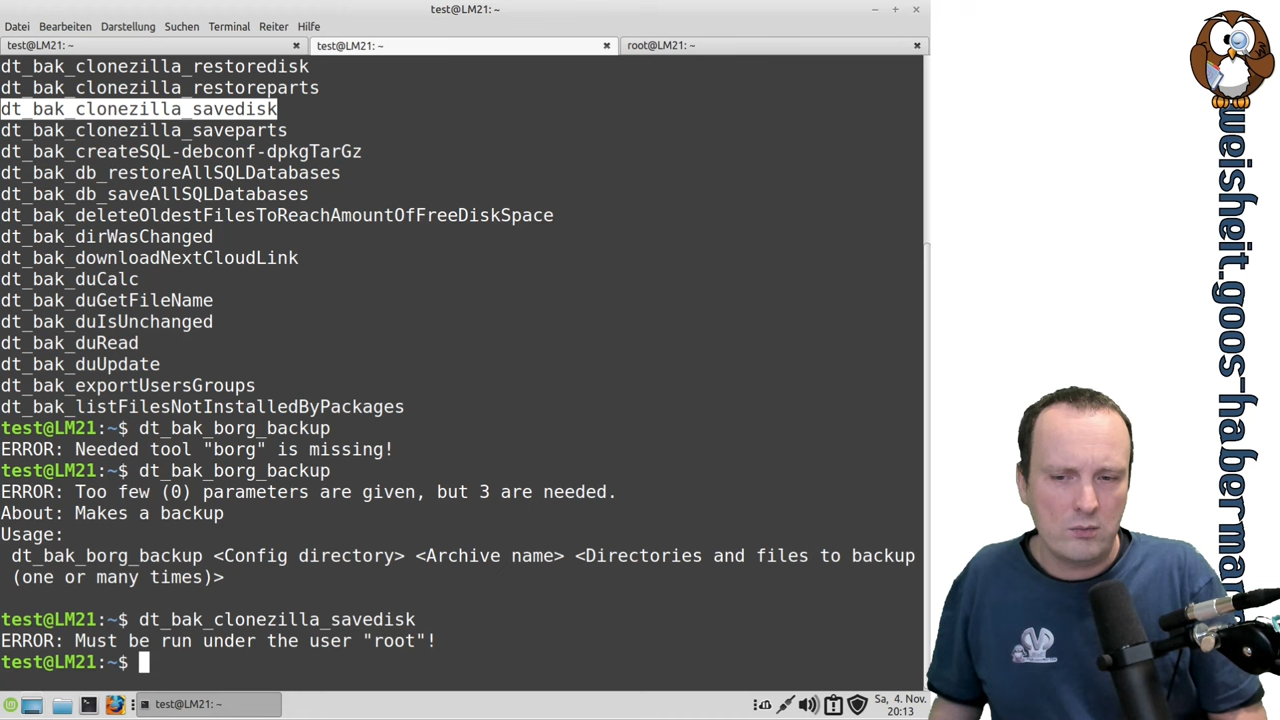 test@LM21: ~
Datei Bearbeiten Darstellung Suchen Terminal Reiter Hilfe
test@LM21: ~ test@LM21: ~ root@LM21: ~
dt_bak_clonezilla_restoredisk
dt_bak_clonezilla_restoreparts
dt_bak_clonezilla_savedisk
dt_bak_clonezilla_saveparts
dt_bak_createSQL-debconf-dpkgTarGz
dt_bak_db_restoreAllSQLDatabases
dt_bak_db_saveAllSQLDatabases
dt_bak_deleteOldestFilesToReachAmountOfFreeDiskSpace
dt_bak_dirWasChanged
dt_bak_downloadNextCloudLink
dt_bak_duCalc
dt_bak_duGetFileName
dt_bak_duIsUnchanged
dt_bak_duRead
dt_bak_duUpdate
dt_bak_exportUsersGroups
dt_bak_listFilesNotInstalledByPackages
test@LM21:~$ dt_bak_borg_backup
ERROR: Needed tool "borg" is missing!
test@LM21:~$ dt_bak_borg_backup
ERROR: Too few (0) parameters are given, but 3 are needed.
About: Makes a backup
Usage:
dt_bak_borg_backup <Config directory> <Archive name> <Directories and files to backup
(one or many times)>
test@LM21:~$ dt_bak_clonezilla_savedisk
ERROR: Must be run under the user "root"!
test@LM21:~$
test@LM21: ~
Sa, 4. Nov.
20:13
weisheit.goos-haberma